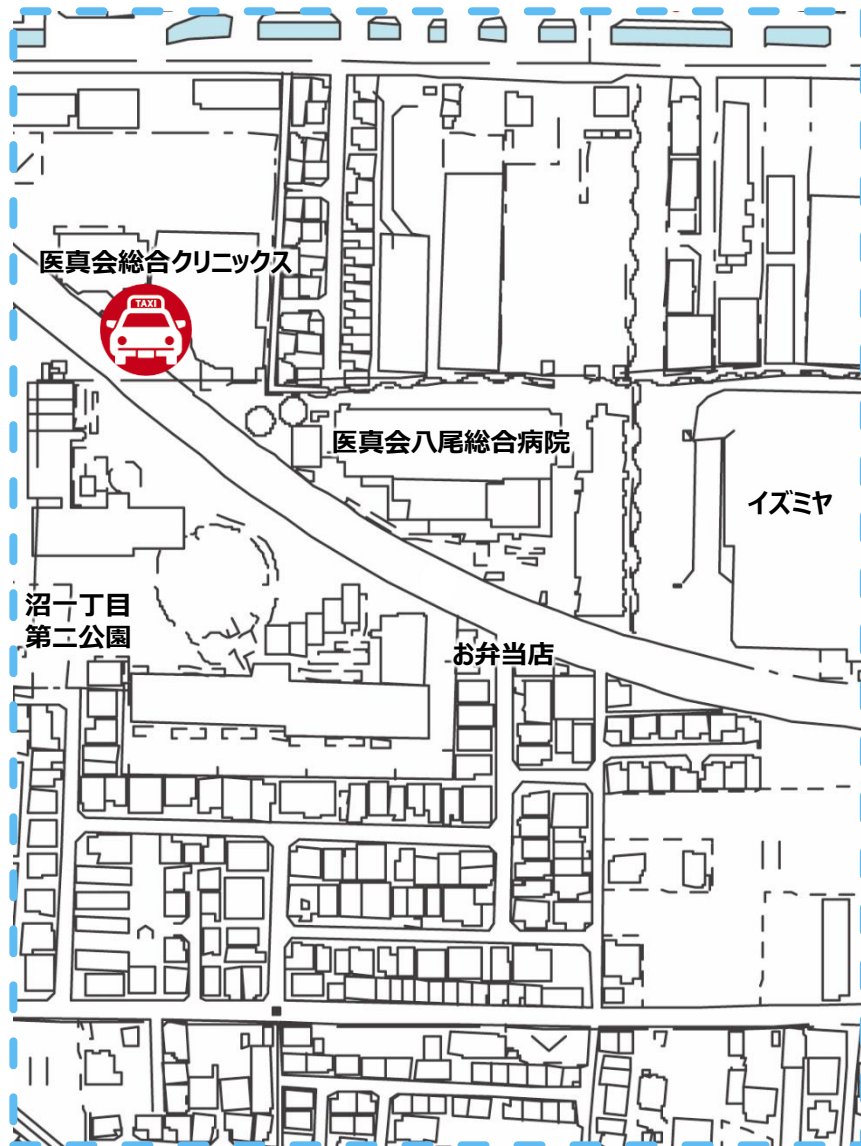 医真会総合クリニックス
TAXI
医真会八尾総合病院
イズミヤ
沼一丁目
第二公園
お弁当店